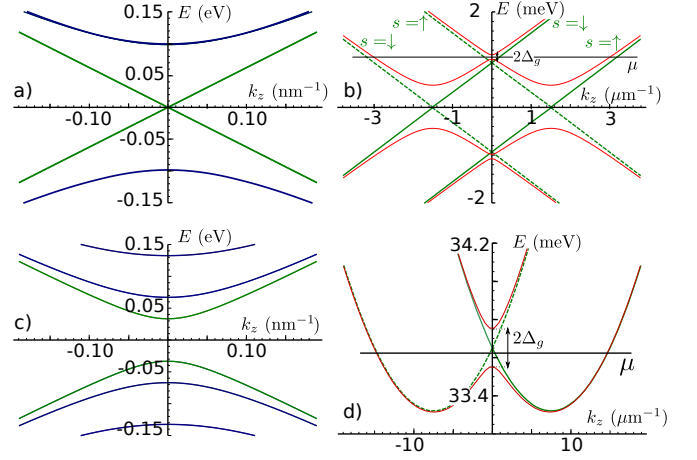 a)
E (eV)
0.15
0.05
-0.05
-0.15
-0.10
0.10
k_z (nm⁻¹)
b)
E (meV)
2
-2
s =↓
s =↑
s =↓
s =↑
2Δ_g
μ
-3
-1
1
3
k_z (μm⁻¹)
c)
E (eV)
0.15
0.05
-0.05
-0.15
-0.10
0.10
k_z (nm⁻¹)
d)
E (meV)
34.2
33.4
2Δ_g
μ
-10
10
k_z (μm⁻¹)